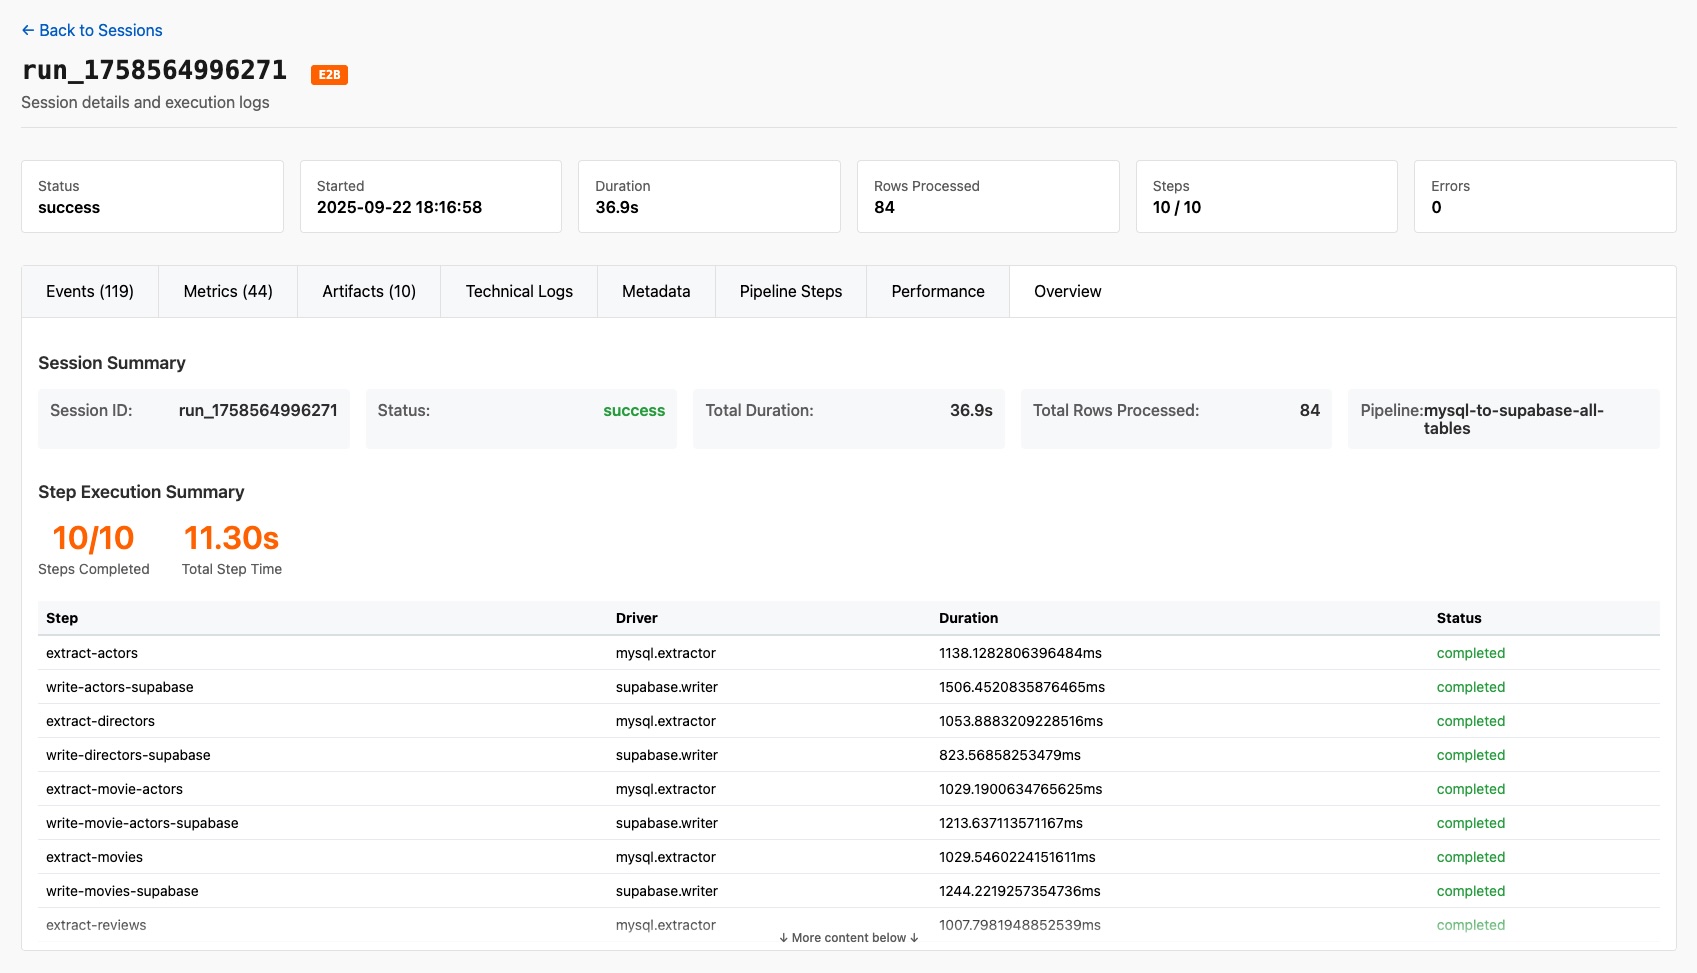 ← Back to Sessions
run_1758564996271 E2B
Session details and execution logs
Status
success
Started
2025-09-22 18:16:58
Duration
36.9s
Rows Processed
84
Steps
10 / 10
Errors
0
Events (119) Metrics (44) Artifacts (10) Technical Logs Metadata Pipeline Steps Performance Overview
Session Summary
Session ID: run_1758564996271
Status: success
Total Duration: 36.9s
Total Rows Processed: 84
Pipeline: mysql-to-supabase-all-
tables
Step Execution Summary
10/10
Steps Completed
11.30s
Total Step Time
Step Driver Duration Status
extract-actors mysql.extractor 1138.1282806396484ms completed
write-actors-supabase supabase.writer 1506.4520835876465ms completed
extract-directors mysql.extractor 1053.8883209228516ms completed
write-directors-supabase supabase.writer 823.56858253479ms completed
extract-movie-actors mysql.extractor 1029.1900634765625ms completed
write-movie-actors-supabase supabase.writer 1213.637113571167ms completed
extract-movies mysql.extractor 1029.5460224151611ms completed
write-movies-supabase supabase.writer 1244.2219257354736ms completed
extract-reviews mysql.extractor 1007.7981948852539ms completed
↓ More content below ↓